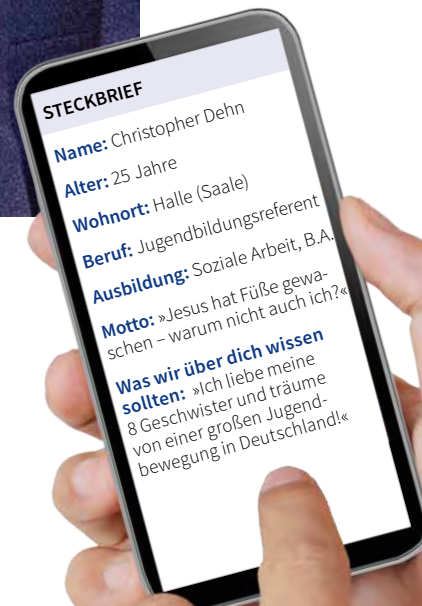 STECKBRIEF
Name: Christopher Dehn
Alter: 25 Jahre
Wohnort: Halle (Saale)
Beruf: Jugendbildungsreferent
Ausbildung: Soziale Arbeit, B.A.
Motto: »Jesus hat Füße gewa-
schen – warum nicht auch ich?«
Was wir über dich wissen
sollten: »Ich liebe meine
8 Geschwister und träume
von einer großen Jugend-
bewegung in Deutschland!«